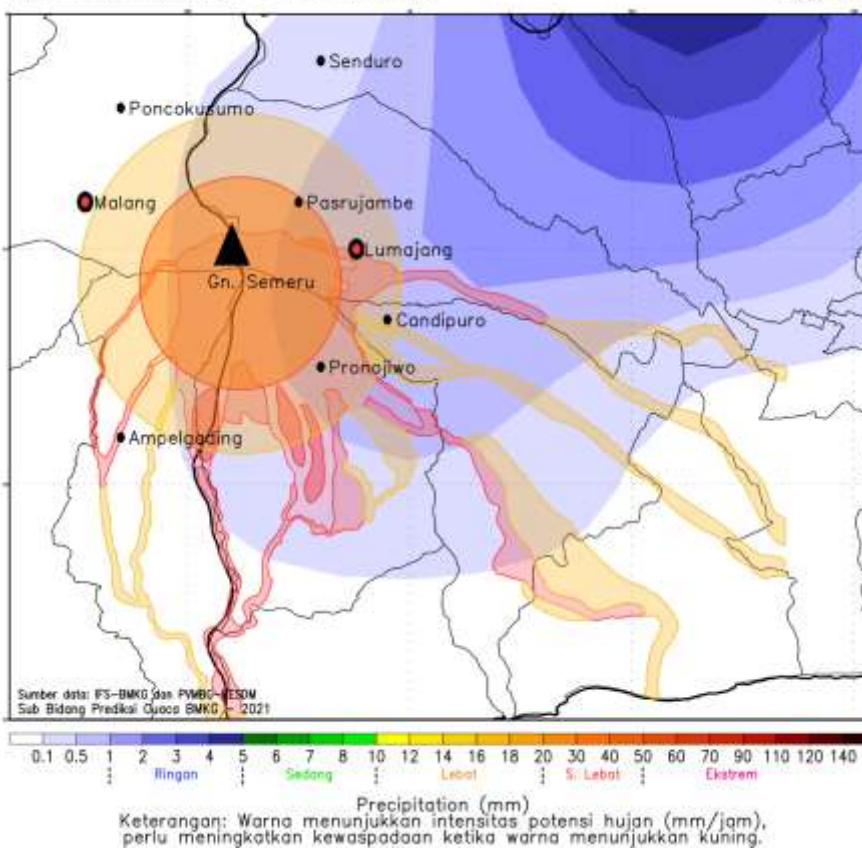 Senduro
Poncokusumo
Malang
Pasrujambe
Lumajang
Gn. Semeru
Candipuro
Pronojiwo
Ampelgading
Sumber data: IFS-BMKG dan PVMBG-KESDM
Sub Bidang Prediksi Cuaca BMKG - 2021
0.1 0.5 1 2 3 4 5 6 7 8 10 12 14 16 18 20 30 40 50 60 70 90 110 120 140
Ringan Sedang Lebat S. Lebat Ekstrem
Precipitation (mm)
Keterangan: Warna menunjukkan intensitas potensi hujan (mm/jam),
perlu meningkatkan kewaspadaan ketika warna menunjukkan kuning.